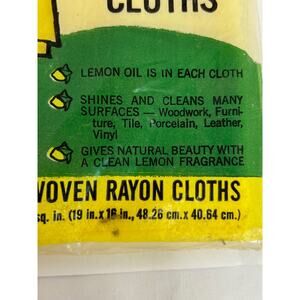 CLOTHS
LEMON OIL IS IN EACH CLOTH
SHINES AND CLEANS MANY
SURFACES — Woodwork, Furni-
ture, Tile, Porcelain, Leather,
Vinyl
GIVES NATURAL BEAUTY WITH
A CLEAN LEMON FRAGRANCE
WOVEN RAYON CLOTHS
sq. in. (19 in. x 16 in., 48.26 cm. x 40.64 cm.)